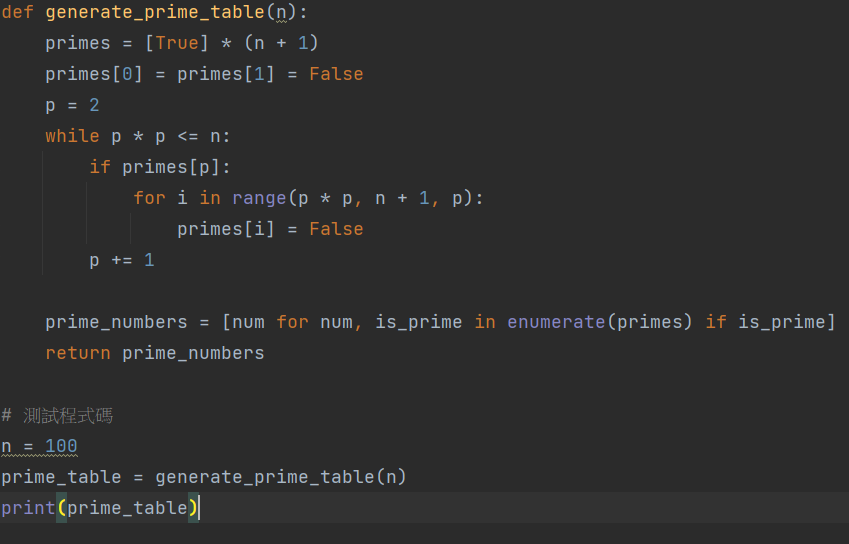 def generate_prime_table(n):
    primes = [True] * (n + 1)
    primes[0] = primes[1] = False
    p = 2
    while p * p <= n:
        if primes[p]:
            for i in range(p * p, n + 1, p):
                primes[i] = False
        p += 1

    prime_numbers = [num for num, is_prime in enumerate(primes) if is_prime]
    return prime_numbers

# 測試程式碼
n = 100
prime_table = generate_prime_table(n)
print(prime_table)